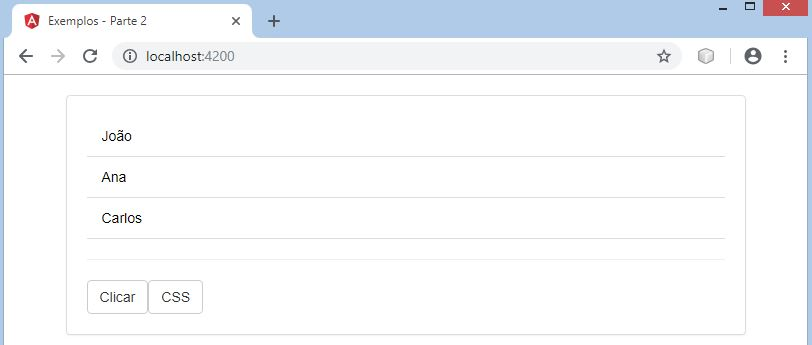 Exemplos - Parte 2
localhost:4200
João
Ana
Carlos
Clicar CSS